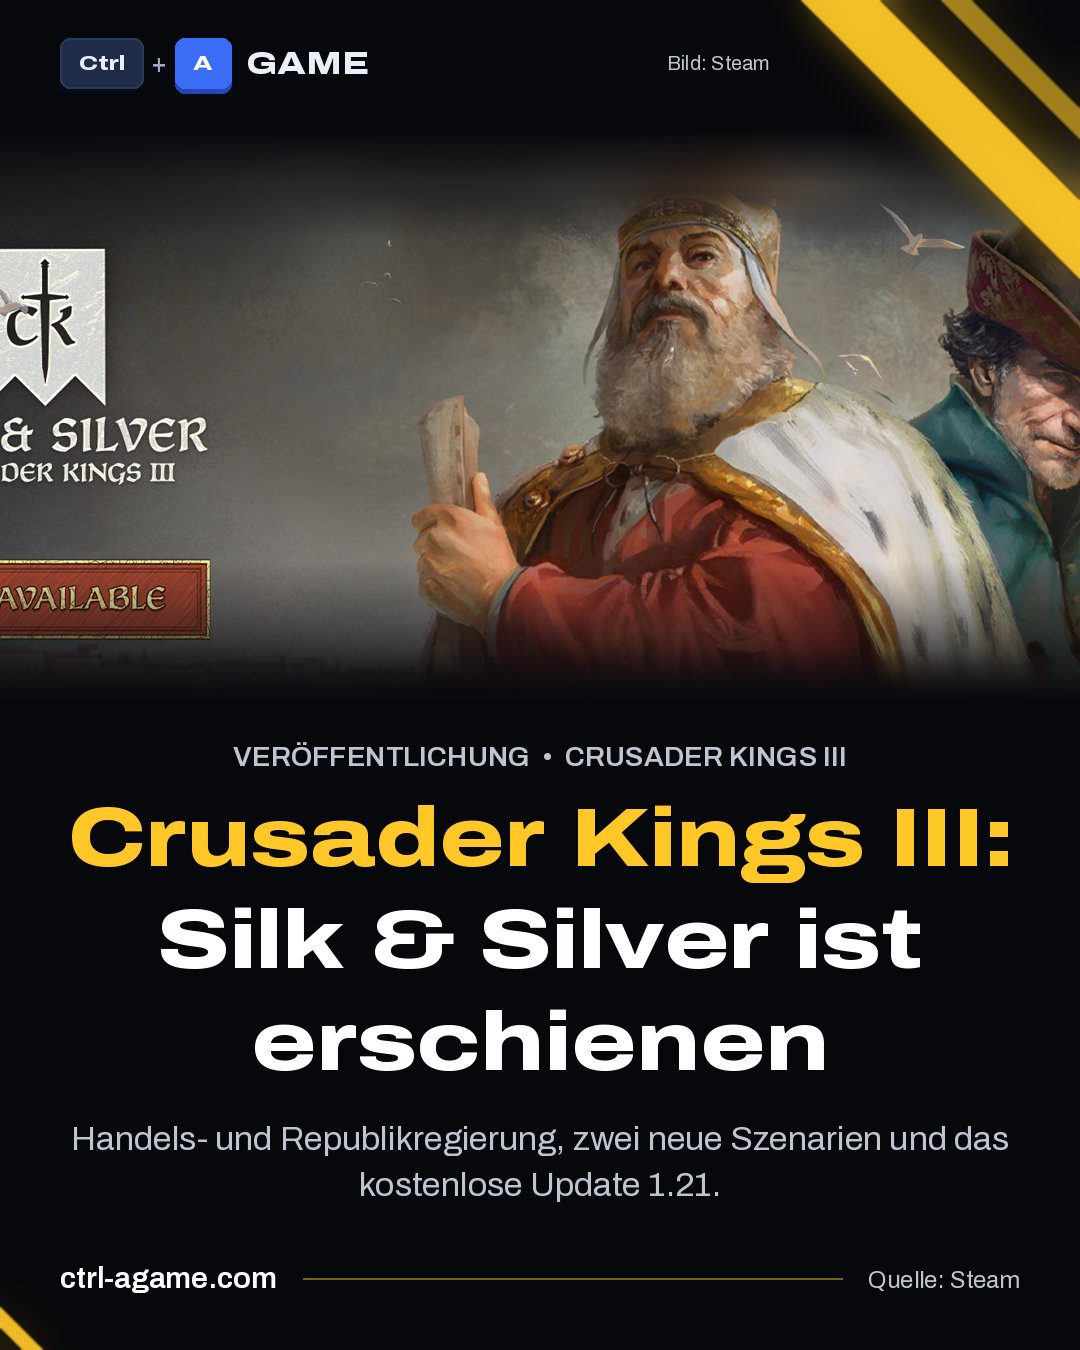 Ctrl + A GAME
Bild: Steam
CK
& SILVER
DER KINGS III
AVAILABLE
VERÖFFENTLICHUNG • CRUSADER KINGS III
Crusader Kings III:
Silk & Silver ist
erschienen
Handels- und Republikregierung, zwei neue Szenarien und das
kostenlose Update 1.21.
ctrl-agame.com
Quelle: Steam